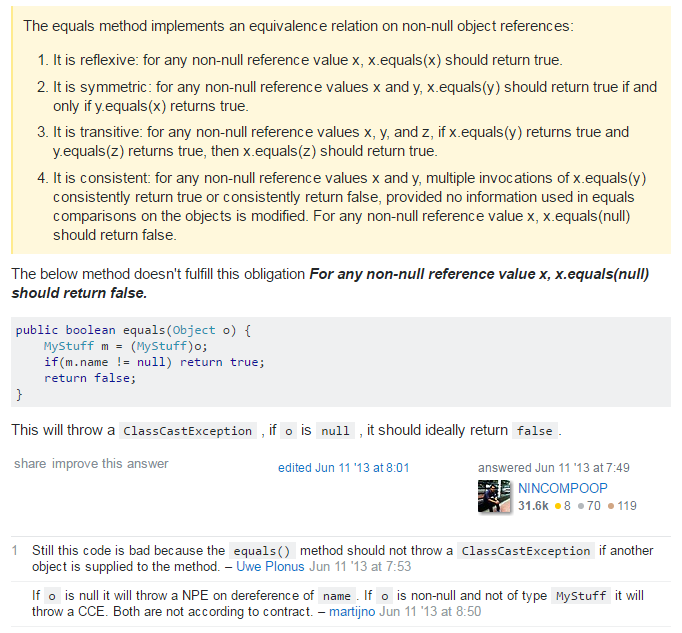 The equals method implements an equivalence relation on non-null object references:
1. It is reflexive: for any non-null reference value x, x.equals(x) should return true.
2. It is symmetric: for any non-null reference values x and y, x.equals(y) should return true if and
only if y.equals(x) returns true.
3. It is transitive: for any non-null reference values x, y, and z, if x.equals(y) returns true and
y.equals(z) returns true, then x.equals(z) should return true.
4. It is consistent: for any non-null reference values x and y, multiple invocations of x.equals(y)
consistently return true or consistently return false, provided no information used in equals
comparisons on the objects is modified. For any non-null reference value x, x.equals(null)
should return false.
The below method doesn't fulfill this obligation For any non-null reference value x, x.equals(null)
should return false.
public boolean equals(Object o) {
    MyStuff m = (MyStuff)o;
    if(m.name != null) return true;
    return false;
}
This will throw a ClassCastException , if o is null , it should ideally return false .
share improve this answer
edited Jun 11 '13 at 8:01
answered Jun 11 '13 at 7:49
NINCOMPOOP
31.6k 8 70 119
1 Still this code is bad because the equals() method should not throw a ClassCastException if another
object is supplied to the method. – Uwe Plonus Jun 11 '13 at 7:53
If o is null it will throw a NPE on dereference of name . If o is non-null and not of type MyStuff it will
throw a CCE. Both are not according to contract. – martijno Jun 11 '13 at 8:50